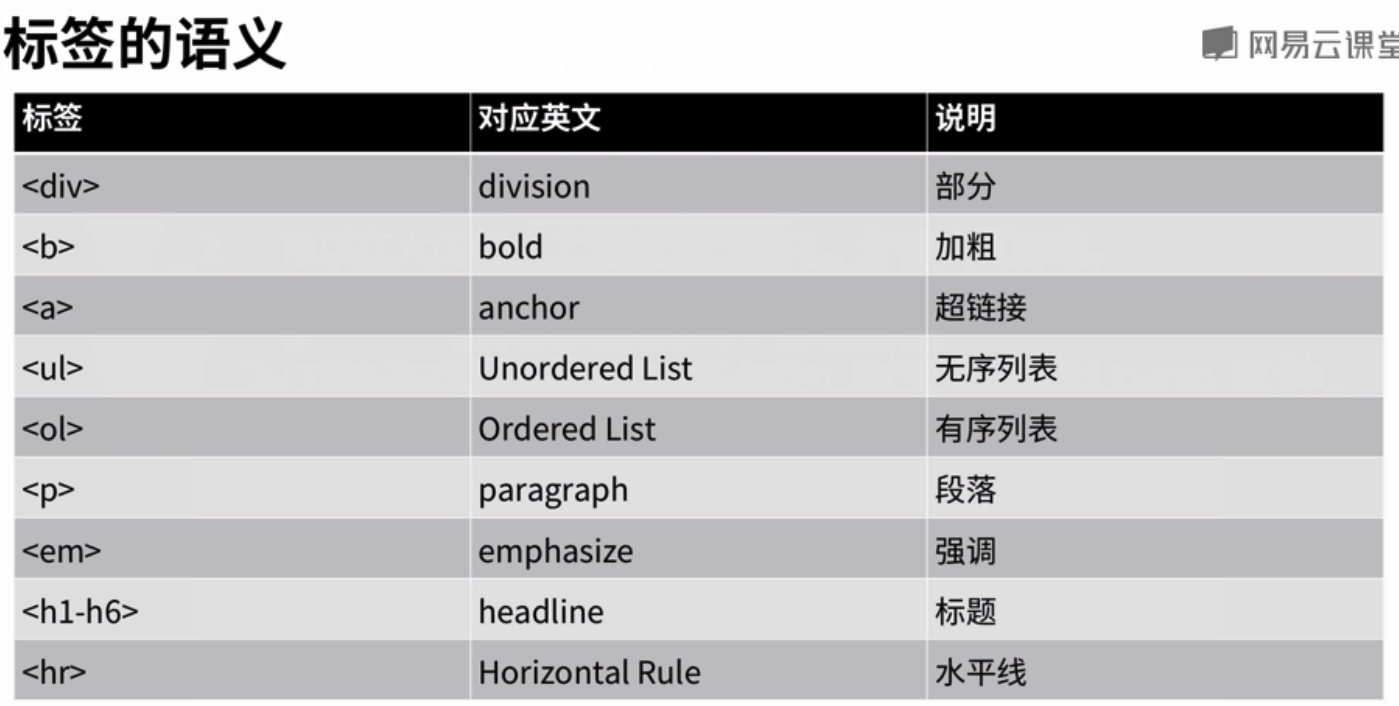 标签的语义
网易云课堂
标签 对应英文 说明
<div> division 部分
<b> bold 加粗
<a> anchor 超链接
<ul> Unordered List 无序列表
<ol> Ordered List 有序列表
<p> paragraph 段落
<em> emphasize 强调
<h1-h6> headline 标题
<hr> Horizontal Rule 水平线